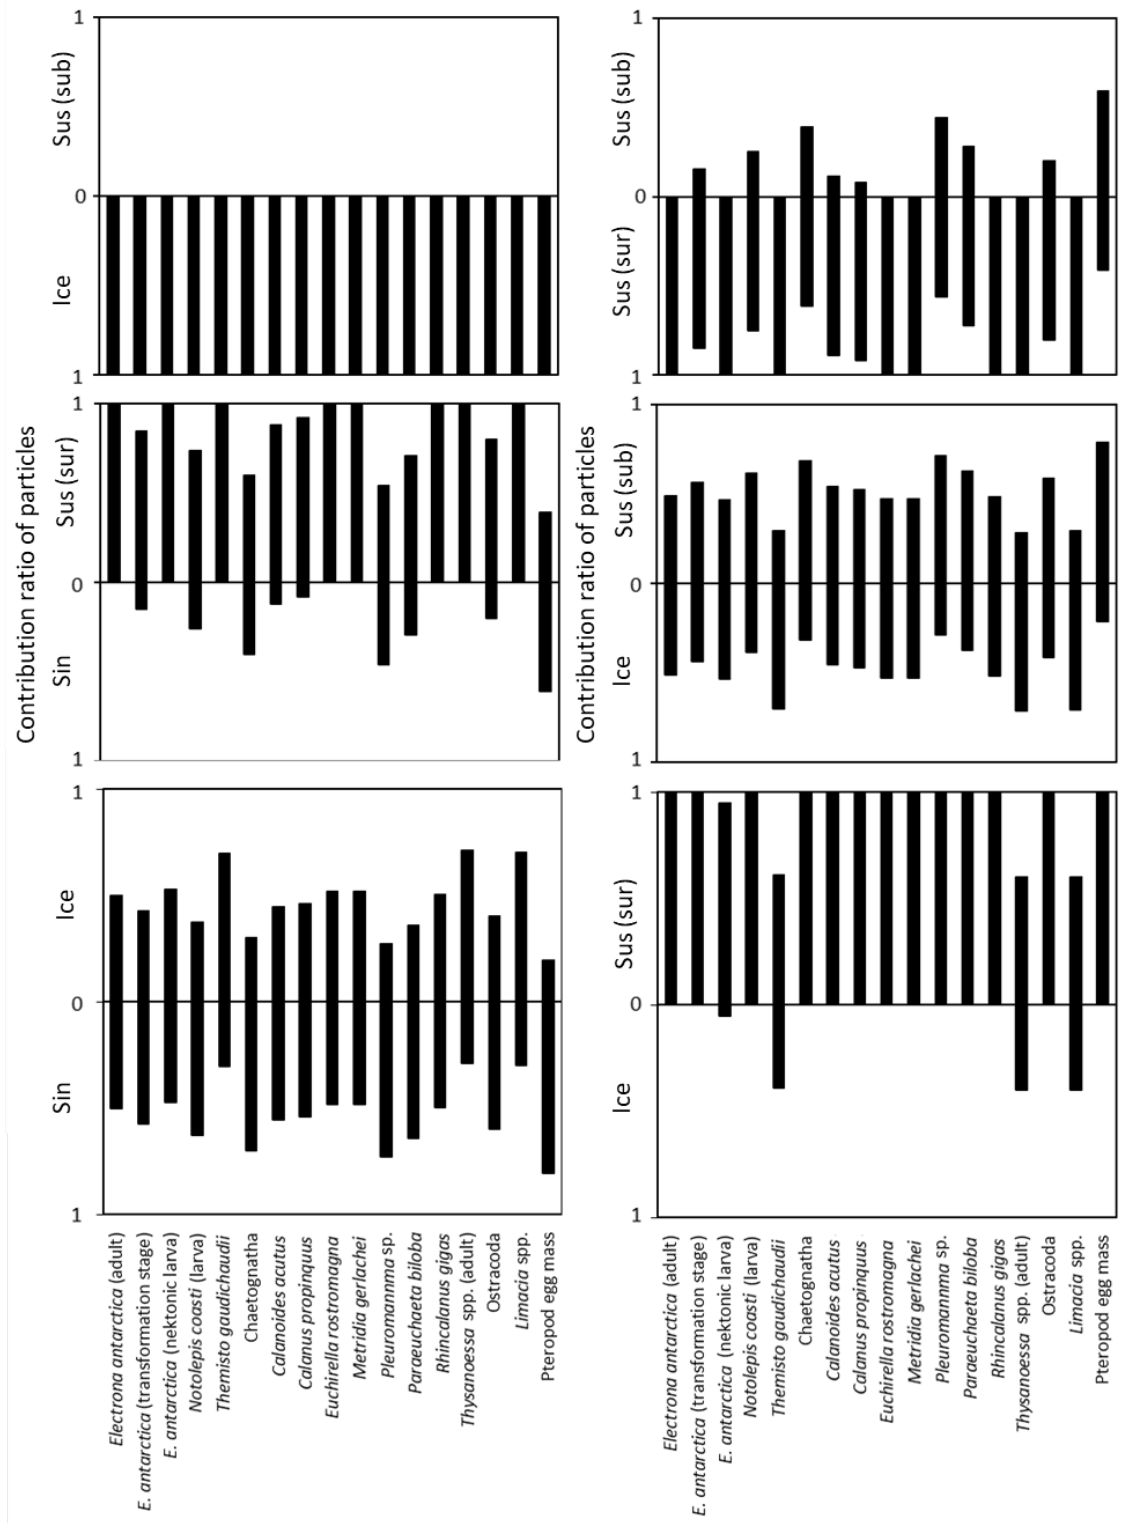 1
Sus (sub)
0
Ice
1
1
Sus (sub)
0
Sus (sur)
1
Contribution ratio of particles
1
Sus (sur)
0
Sin
1
Contribution ratio of particles
1
Sus (sub)
0
Ice
1
1
Ice
0
Sin
1
1
Sus (sur)
0
Ice
1
Electrona antarctica (adult)
E. antarctica (transformation stage)
E. antarctica (nektonic larva)
Notolepis coasti (larva)
Themisto gaudichaudii
Chaetognatha
Calanoides acutus
Calanus propinquus
Euchirella rostromagna
Metridia gerlachei
Pleuromannma sp.
Paraeuchaeta biloba
Rhincalanus gigas
Thysanoessa spp. (adult)
Ostracoda
Limacia spp.
Pteropod egg mass
Electrona antarctica (adult)
E. antarctica (transformation stage)
E. antarctica (nektonic larva)
Notolepis coasti (larva)
Themisto gaudichaudii
Chaetognatha
Calanoides acutus
Calanus propinquus
Euchirella rostromagna
Metridia gerlachei
Pleuromannma sp.
Paraeuchaeta biloba
Rhincalanus gigas
Thysanoessa spp. (adult)
Ostracoda
Limacia spp.
Pteropod egg mass